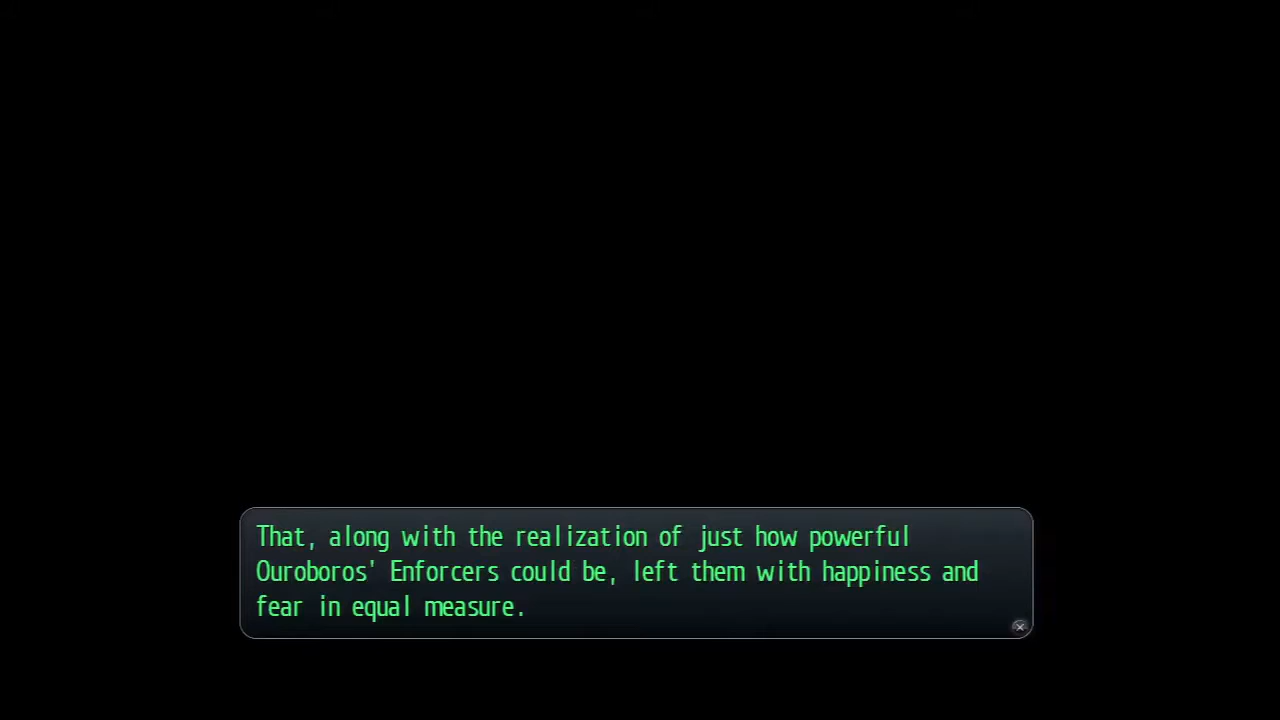 That, along with the realization of just how powerful
Ouroboros' Enforcers could be, left them with happiness and
fear in equal measure.